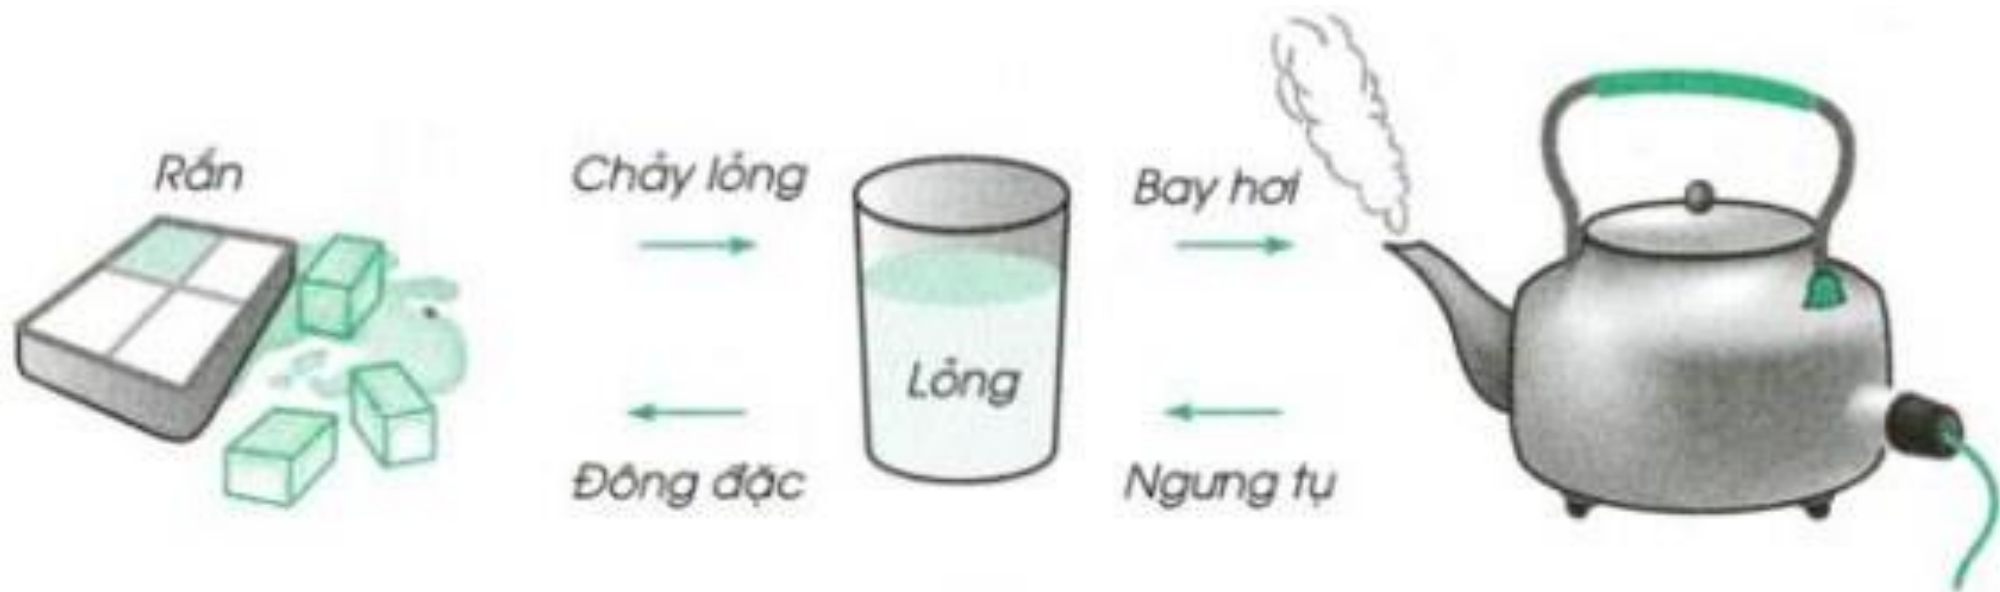 Rắn
Chảy lỏng
Bay hơi
Lỏng
Đông đặc
Ngưng tụ